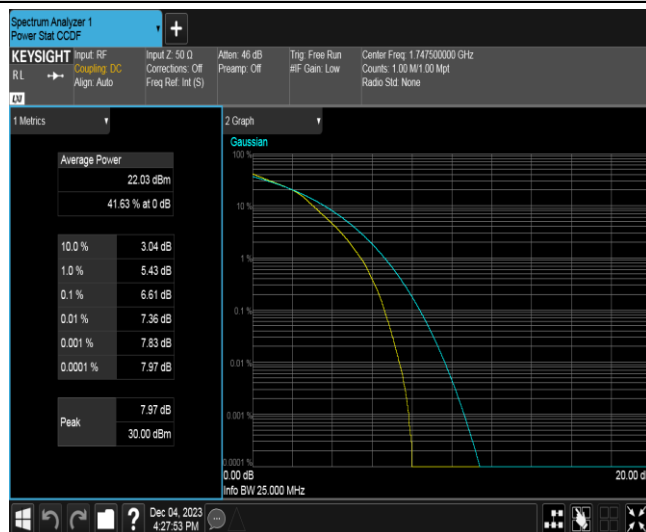 Spectrum Analyzer 1
Power Stat CCDF
KEYSIGHT
RL
LXI
Input: RF
Coupling: DC
Align: Auto
Input Z: 50 Ω
Corrections: Off
Freq Ref: Int (S)
Atten: 46 dB
Preamp: Off
Trig: Free Run
#IF Gain: Low
Center Freq: 1.747500000 GHz
Counts: 1.00 M/1.00 Mpt
Radio Std: None
1 Metrics
Average Power
22.03 dBm
41.63 % at 0 dB
10.0 % 3.04 dB
1.0 % 5.43 dB
0.1 % 6.61 dB
0.01 % 7.36 dB
0.001 % 7.83 dB
0.0001 % 7.97 dB
Peak
7.97 dB
30.00 dBm
2 Graph
Gaussian
100 %
10 %
1 %
0.1 %
0.01 %
0.001 %
0.0001 %
0.00 dB
20.00 d
Info BW 25.000 MHz
?
Dec 04, 2023
4:27:53 PM